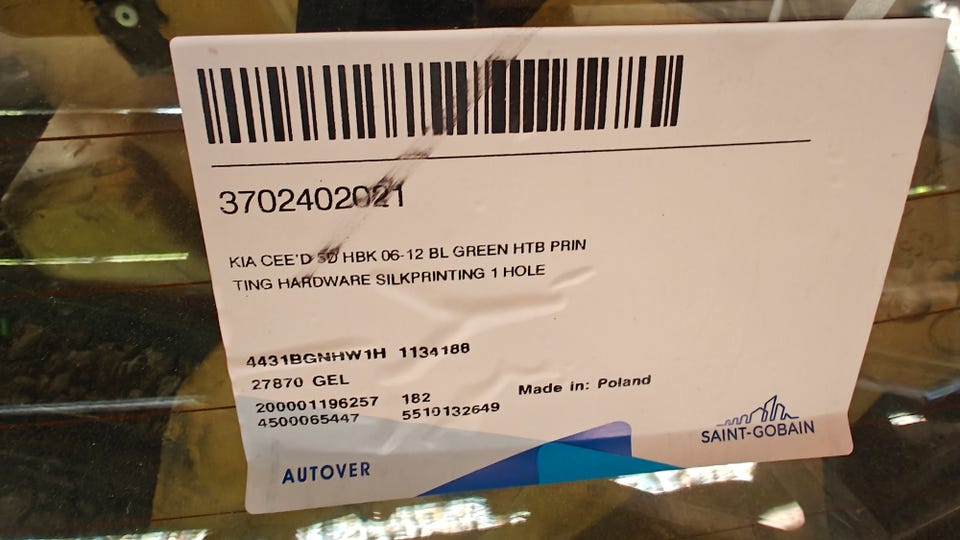 3702402021
KIA CEE'D 5D HBK 06-12 BL GREEN HTB PRIN
TING HARDWARE SILKPRINTING 1 HOLE
4431BGNHW1H 1134188
27870 GEL
200001196257 182 Made in: Poland
4500065447 5510132649
AUTOVER
SAINT-GOBAIN